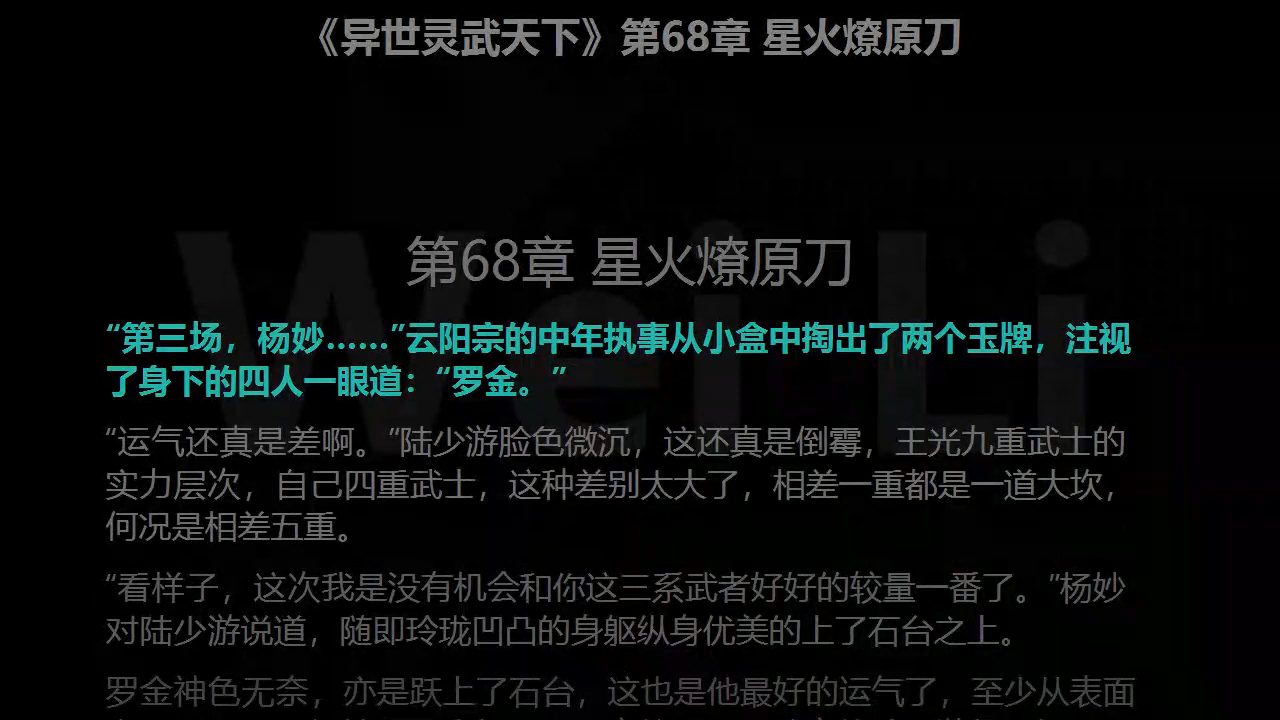 《异世灵武天下》第68章 星火燎原刀
Wei Li
第68章 星火燎原刀
“第三场，杨妙……”云阳宗的中年执事从小盒中掏出了两个玉牌，注视
了身下的四人一眼道：“罗金。”
“运气还真是差啊。”陆少游脸色微沉，这还真是倒霉，王光九重武士的
实力层次，自己四重武士，这种差别太大了，相差一重都是一道大坎，
何况是相差五重。
“看样子，这次我是没有机会和你这三系武者好好的较量一番了。”杨妙
对陆少游说道，随即玲珑凹凸的身躯纵身优美的上了石台之上。
罗金神色无奈，亦是跃上了石台，这也是他最好的运气了，至少从表面